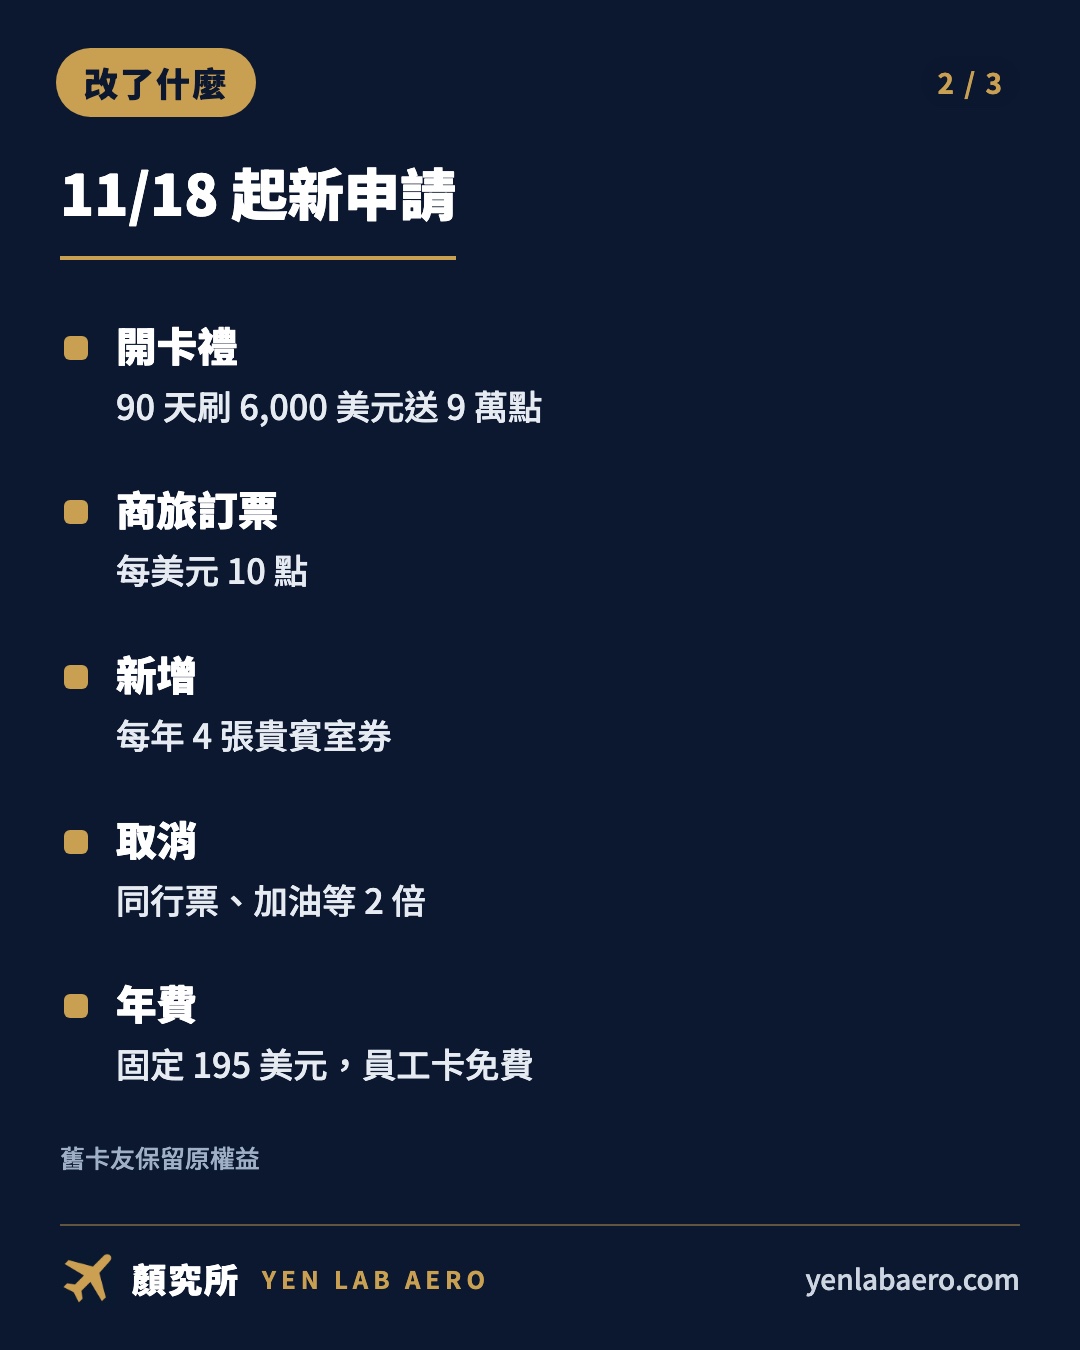 改了什麼
2 / 3
11/18 起新申請
開卡禮
90 天刷 6,000 美元送 9 萬點
商旅訂票
每美元 10 點
新增
每年 4 張貴賓室券
取消
同行票、加油等 2 倍
年費
固定 195 美元，員工卡免費
舊卡友保留原權益
顏究所 YEN LAB AERO
yenlabaero.com